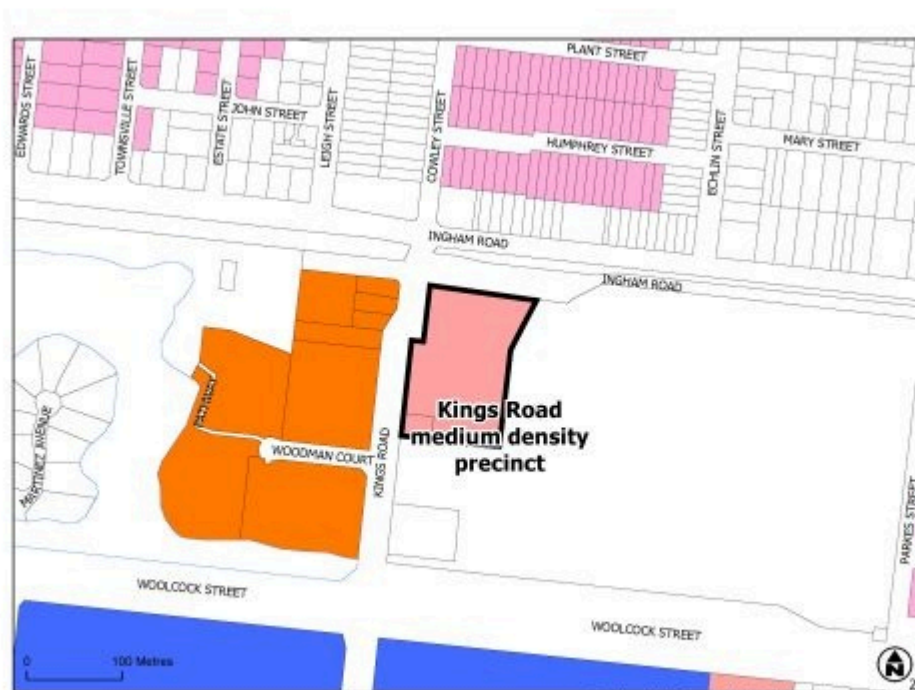 PLANT STREET
EDWARDS STREET
TOWNSVILLE STREET
ESTATE STREET
JOHN STREET
LEIGH STREET
COWLEY STREET
HUMPHREY STREET
ECHLIN STREET
MARY STREET
INGHAM ROAD
INGHAM ROAD
Kings Road
medium density
precinct
WOODMAN COURT
KINGS ROAD
MARTINEZ AVENUE
PARKES STREET
WOOLCOCK STREET
WOOLCOCK STREET
0 100 Metres
N